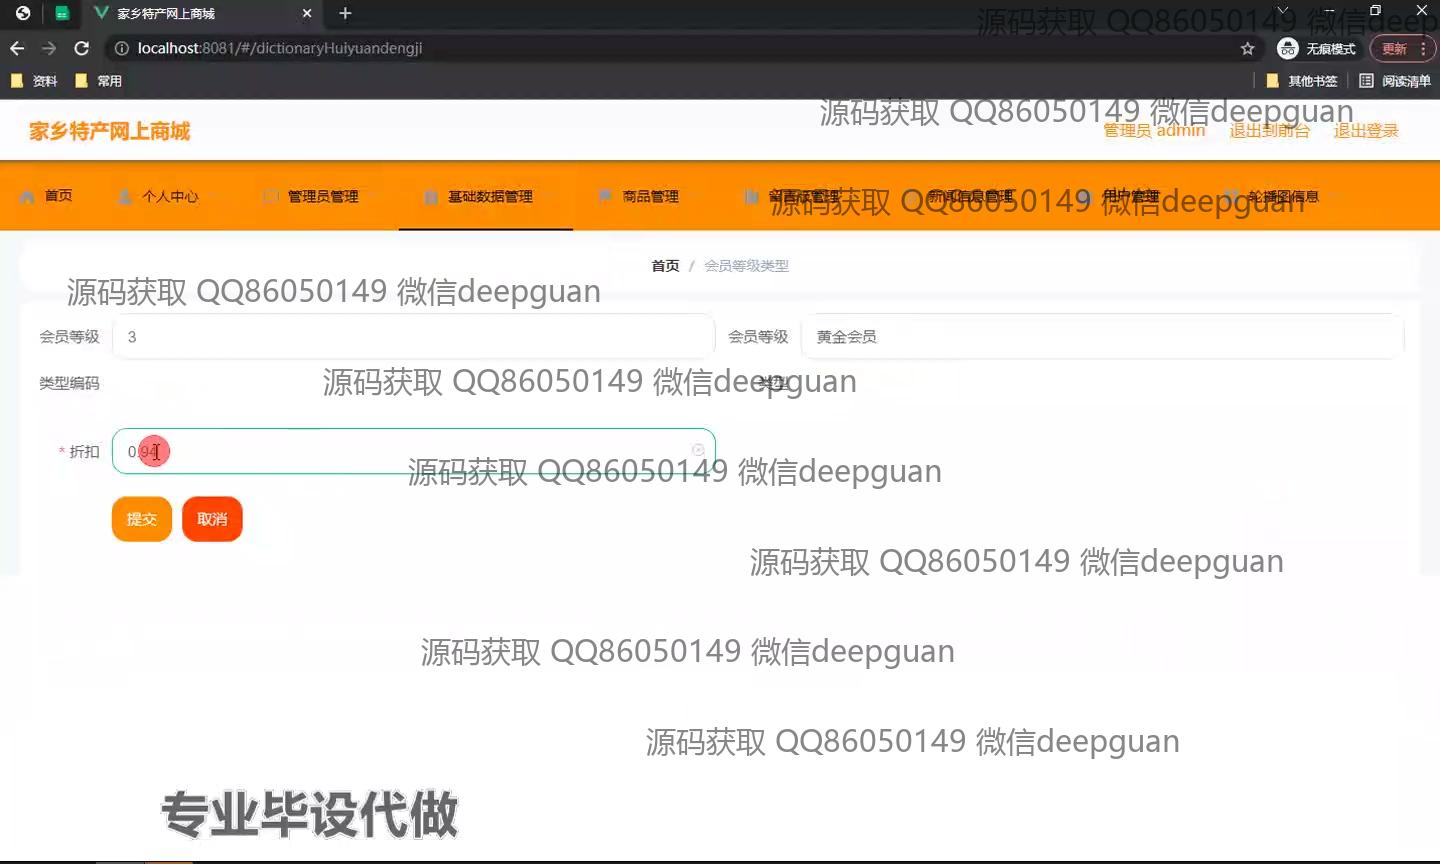 家乡特产网上商城
源码获取 QQ86050149 微信deep
localhost:8081/#/dictionaryHuiyuandengji
无痕模式
更新
资料
常用
其他书签
阅读清单
源码获取 QQ86050149 微信deepguan
家乡特产网上商城
管理员 admin
退出到前台
退出登录
首页
个人中心
管理员管理
基础数据管理
商品管理
留言版管理
新闻信息管理
用户管理
轮播图信息
源码获取 QQ86050149 微信deepguan
首页 / 会员等级类型
源码获取 QQ86050149 微信deepguan
会员等级
3
会员等级
黄金会员
类型编码
类型
源码获取 QQ86050149 微信deepguan
* 折扣
0.94
源码获取 QQ86050149 微信deepguan
提交
取消
源码获取 QQ86050149 微信deepguan
源码获取 QQ86050149 微信deepguan
源码获取 QQ86050149 微信deepguan
专业毕设代做